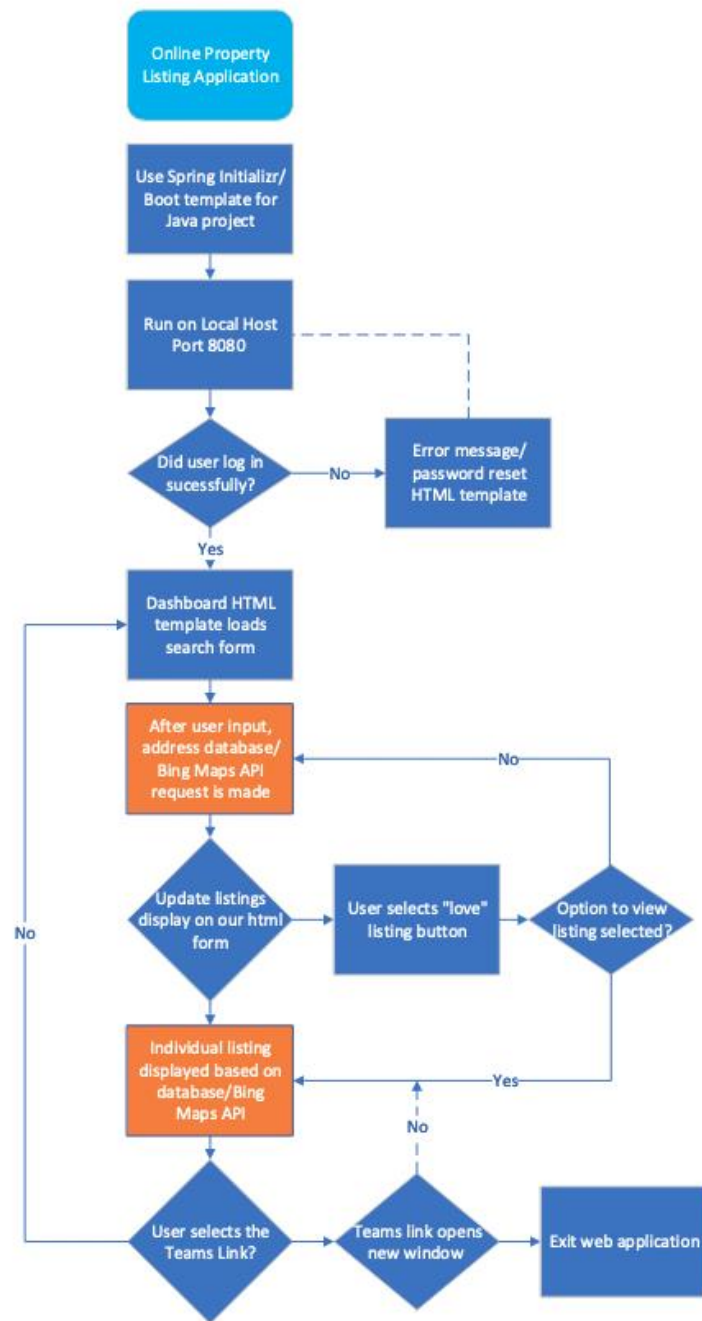 Online Property
Listing Application
Use Spring Initializr/
Boot template for
Java project
Run on Local Host
Port 8080
Did user log in
sucessfully?
No
Error message/
password reset
HTML template
Yes
Dashboard HTML
template loads
search form
After user input,
address database/
Bing Maps API
request is made
No
Update listings
display on our html
form
User selects "love"
listing button
Option to view
listing selected?
No
Individual listing
displayed based on
database/Bing
Maps API
Yes
No
User selects the
Teams Link?
Teams link opens
new window
Exit web application